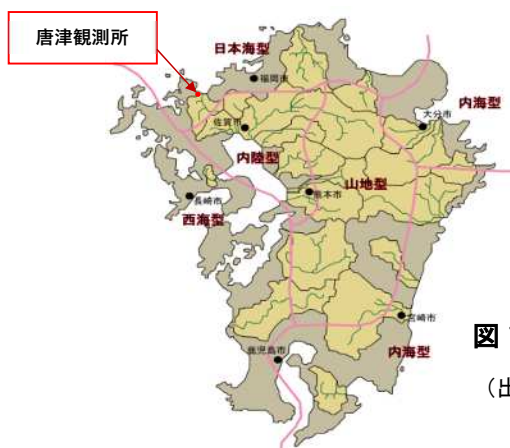 唐津観測所
日本海型
福岡市
内海型
大分市
佐賀市
内陸型
山地型
熊本市
長崎市
西海型
宮崎市
図
内海型
鹿児島市
（出